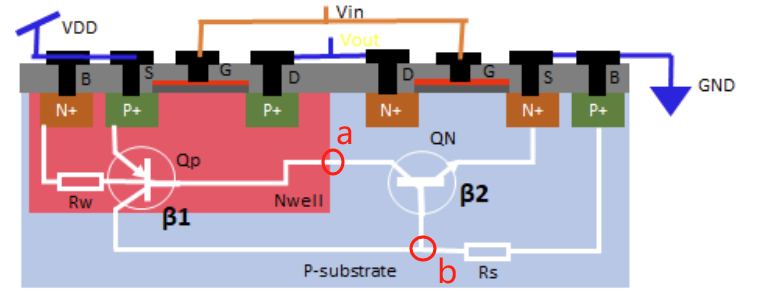 Vin
VDD
Vout
B S G D D G S B
GND
N+ P+ P+ N+ N+ P+
a
Qp
QN
Rw
Nwell
β1
β2
P-substrate
b
Rs